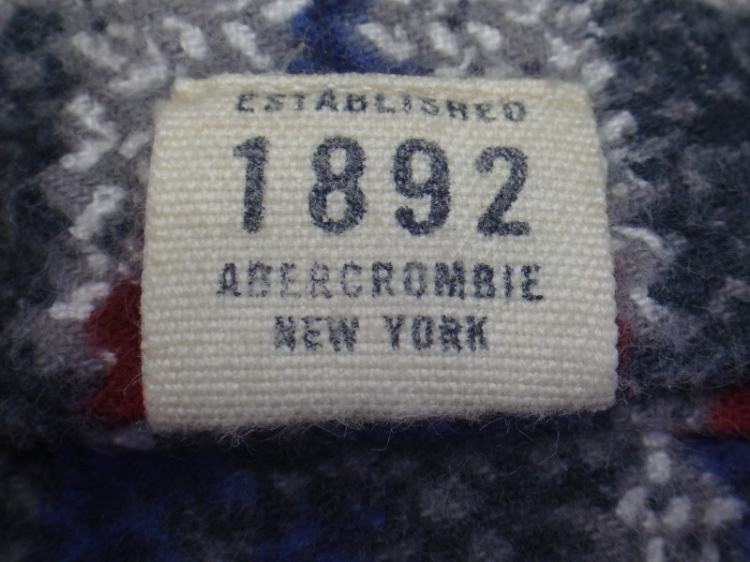 ESTABLISHED
1892
ABERCROMBIE
NEW YORK